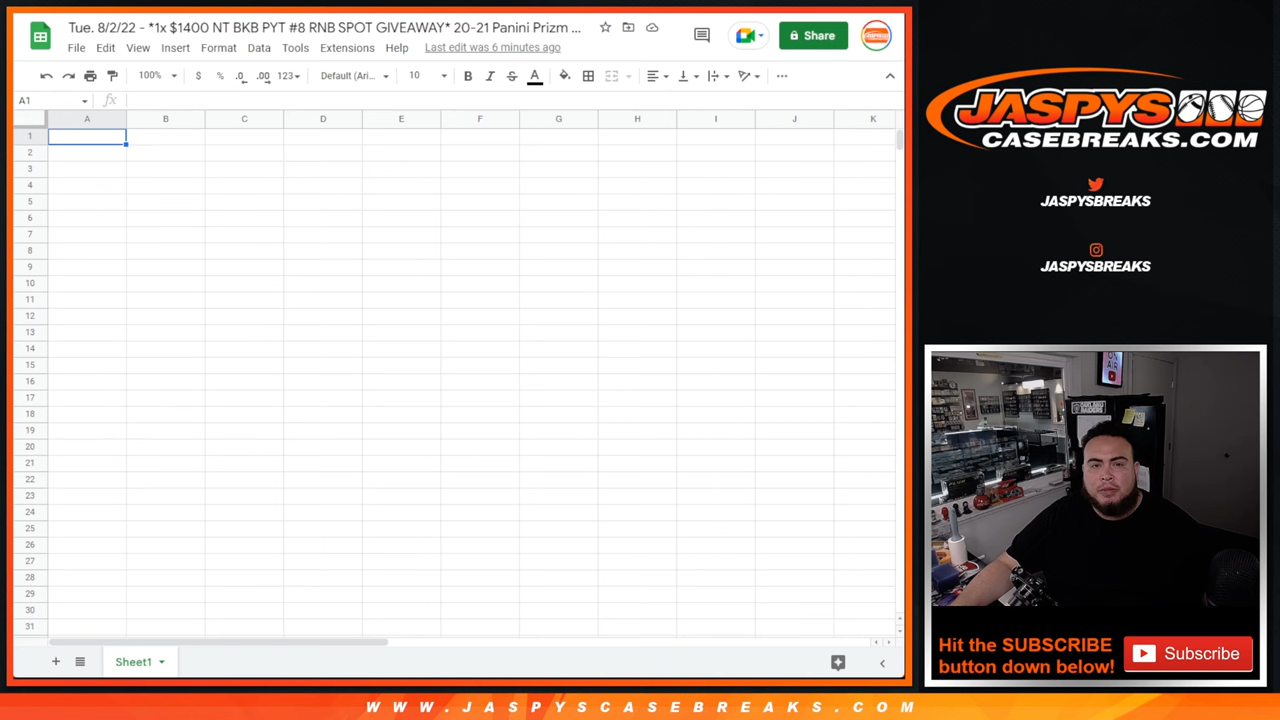 Tue. 8/2/22 - *1x $1400 NT BKB PYT #8 RNB SPOT GIVEAWAY* 20-21 Panini Prizm ...
Share
File Edit View Insert Format Data Tools Extensions Help Last edit was 6 minutes ago
100% $ % .0 .00 123 Default (Ari... 10 B I S A
A1 fx
A B C D E F G H I J K
1
2
3
4
5
6
7
8
9
10
11
12
13
14
15
16
17
18
19
20
21
22
23
24
25
26
27
28
29
30
31
+ Sheet1
JASPYS
CASEBREAKS.COM
JASPYSBREAKS
JASPYSBREAKS
ON
AIR
Hit the SUBSCRIBE
button down below!
Subscribe
WWW.JASPYSCASEBREAKS.COM